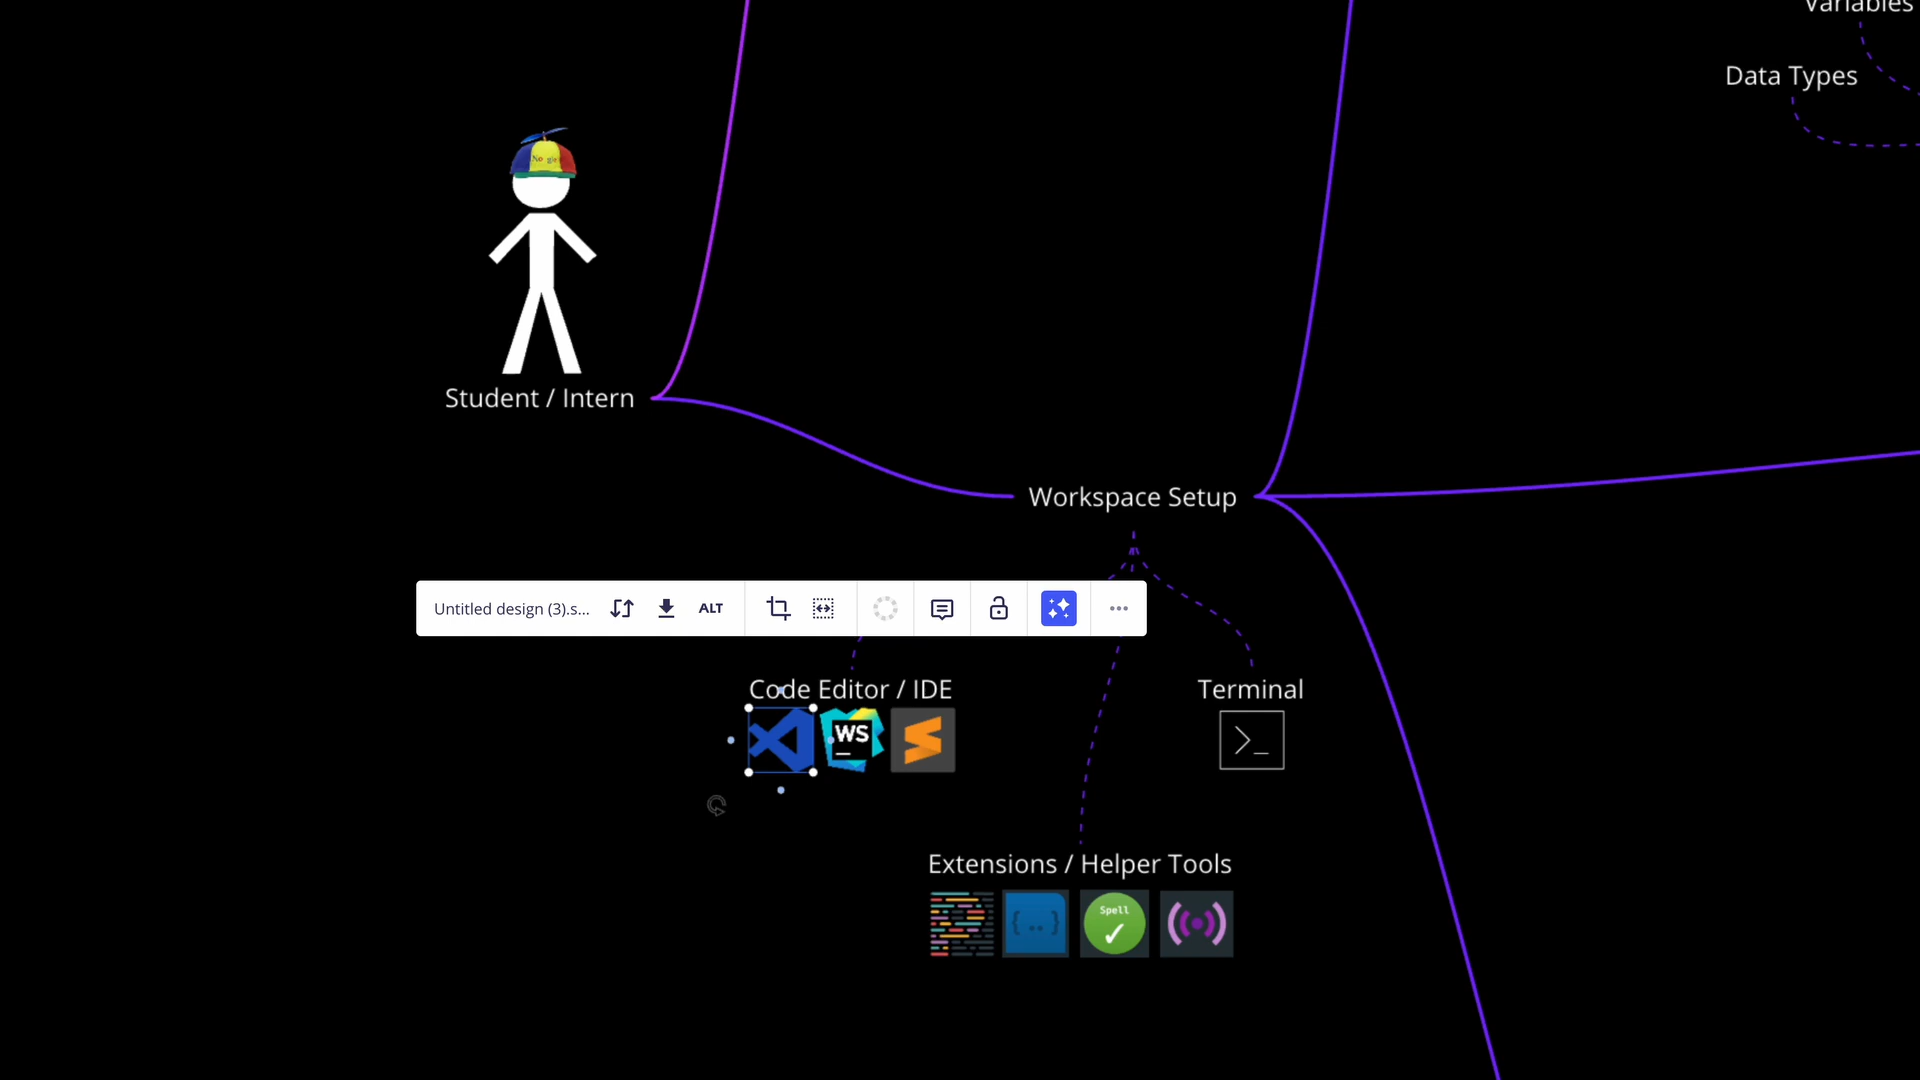 Variables
Data Types
Student / Intern
Workspace Setup
Untitled design (3).s...
ALT
Code Editor / IDE
WS
Terminal
>_
Extensions / Helper Tools
{..}
Spell